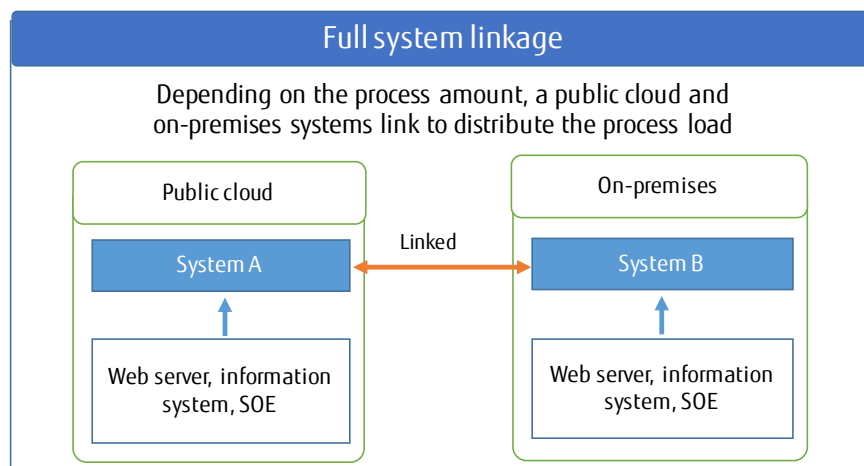 Full system linkage
Depending on the process amount, a public cloud and
on-premises systems link to distribute the process load
Public cloud
On-premises
Linked
System A
System B
Web server, information
system, SOE
Web server, information
system, SOE